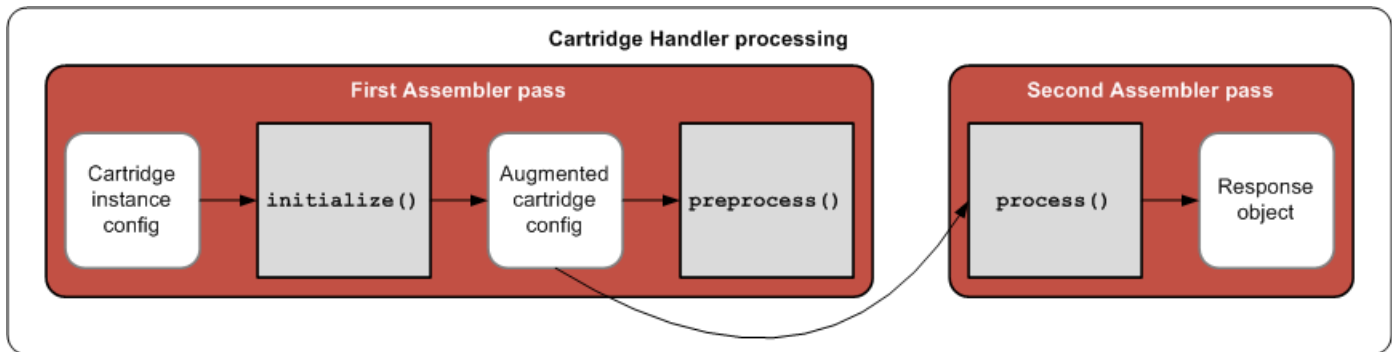 Cartridge Handler processing
First Assembler pass
Second Assembler pass
Cartridge
instance
config
initialize()
Augmented
cartridge
config
preprocess()
process()
Response
object